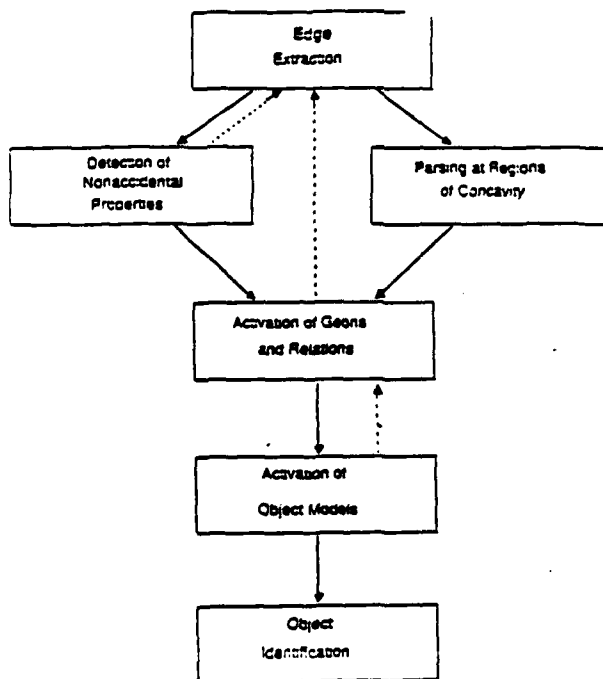 Edge
Extraction
Detection of
Nonaccidental
Properties
Parsing at Regions
of Concavity
Activation of Geons
and Relations
Activation of
Object Models
Object
Identification